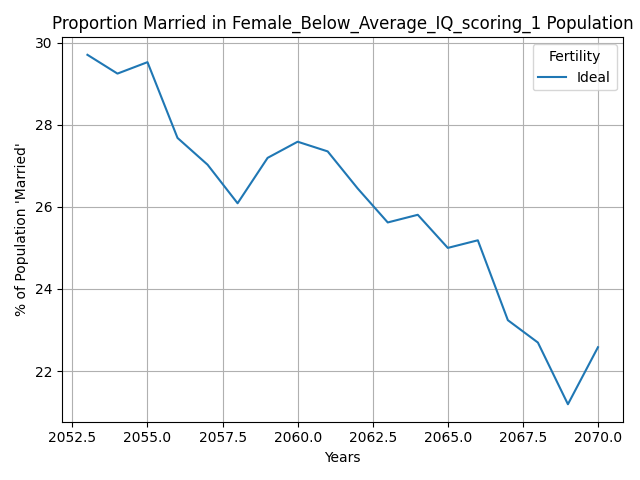 Proportion Married in Female_Below_Average_IQ_scoring_1 Population
Fertility
Ideal
% of Population 'Married'
30
28
26
24
22
2052.5 2055.0 2057.5 2060.0 2062.5 2065.0 2067.5 2070.0
Years